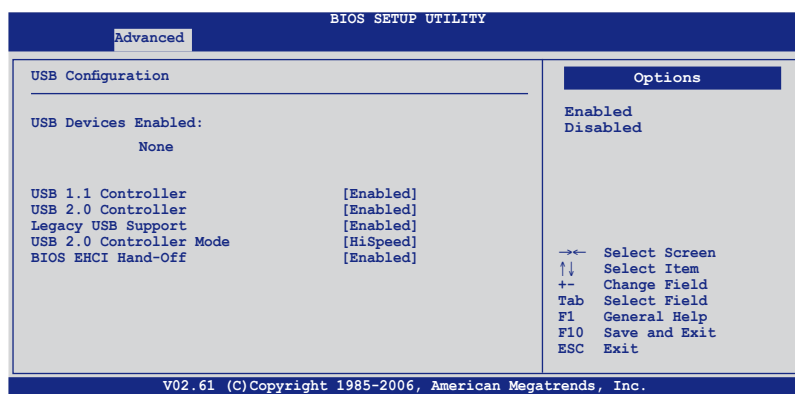 BIOS SETUP UTILITY
Advanced
USB Configuration
USB Devices Enabled:
None
USB 1.1 Controller [Enabled]
USB 2.0 Controller [Enabled]
Legacy USB Support [Enabled]
USB 2.0 Controller Mode [HiSpeed]
BIOS EHCI Hand-Off [Enabled]
Options
Enabled
Disabled
→← Select Screen
↑↓ Select Item
+- Change Field
Tab Select Field
F1 General Help
F10 Save and Exit
ESC Exit
V02.61 (C)Copyright 1985-2006, American Megatrends, Inc.